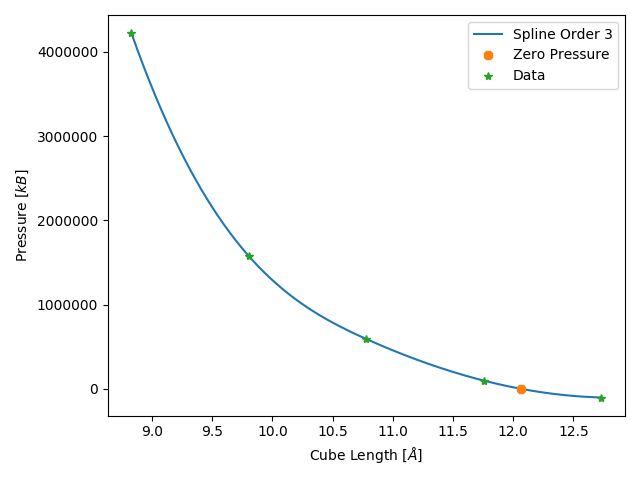 Spline Order 3
Zero Pressure
Data
4000000
3000000
2000000
1000000
0
Pressure [kB]
9.0 9.5 10.0 10.5 11.0 11.5 12.0 12.5
Cube Length [Å]